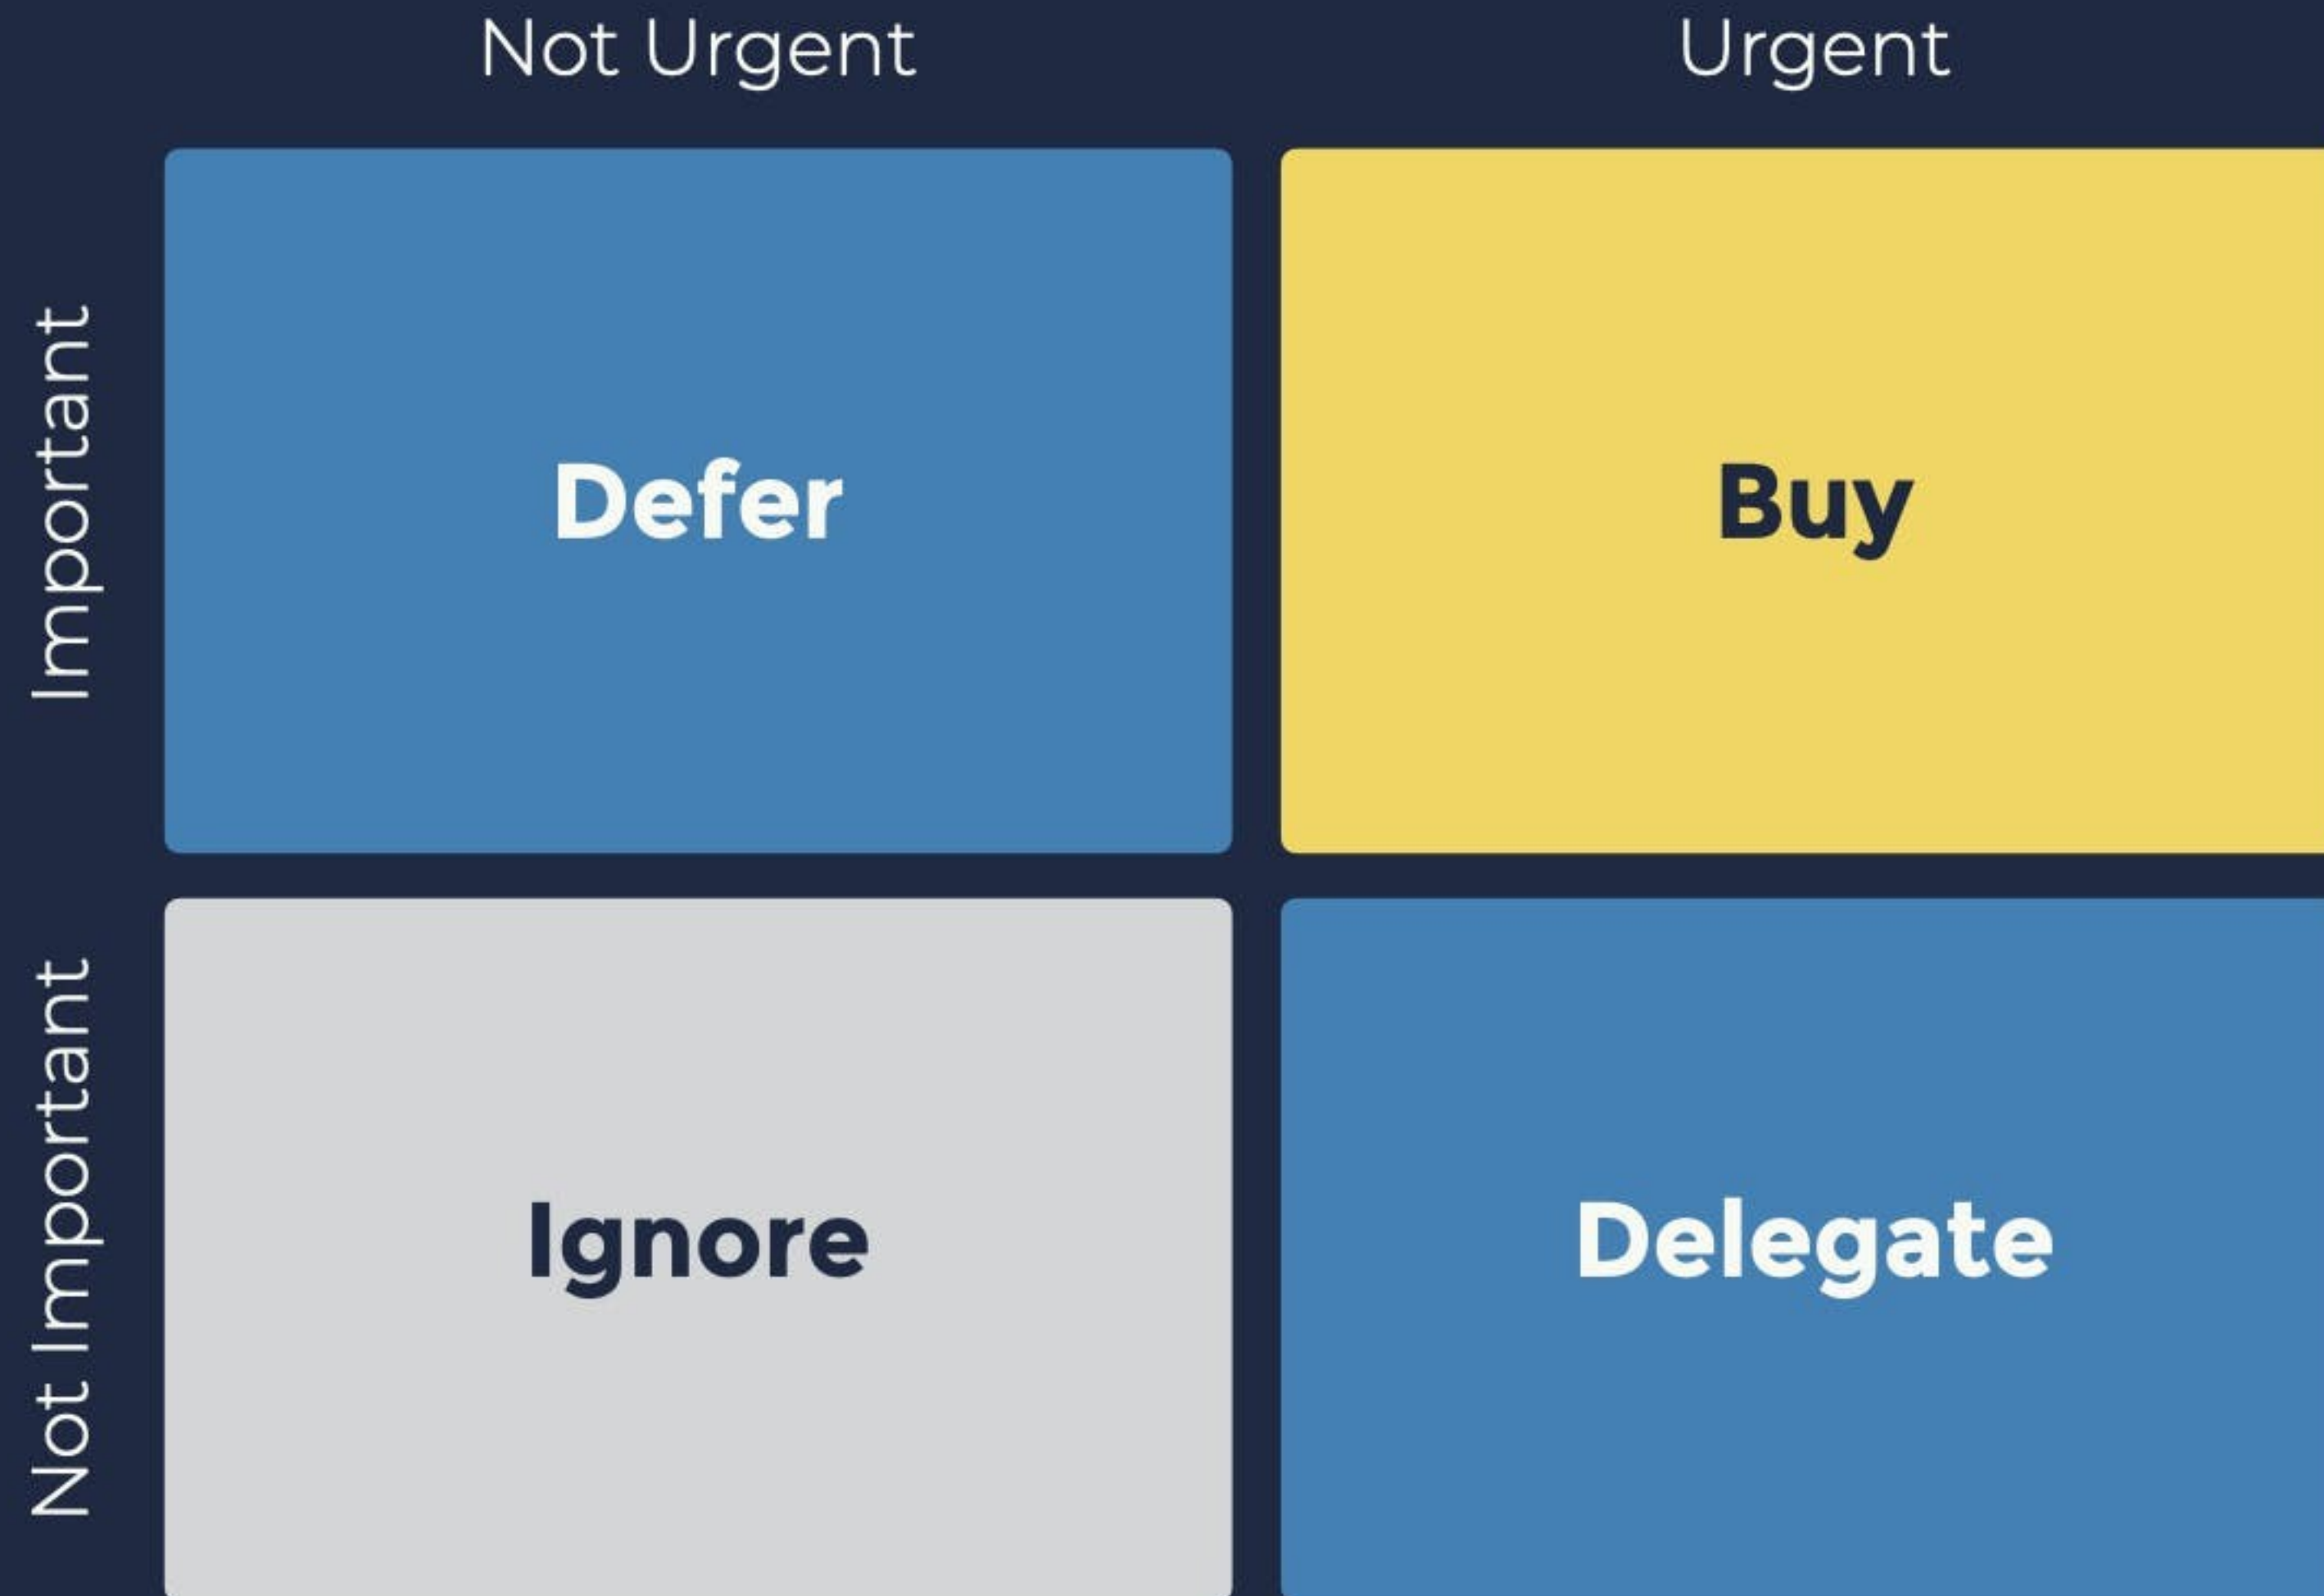 Not Urgent
Urgent
Important
Defer
Buy
Not Important
Ignore
Delegate